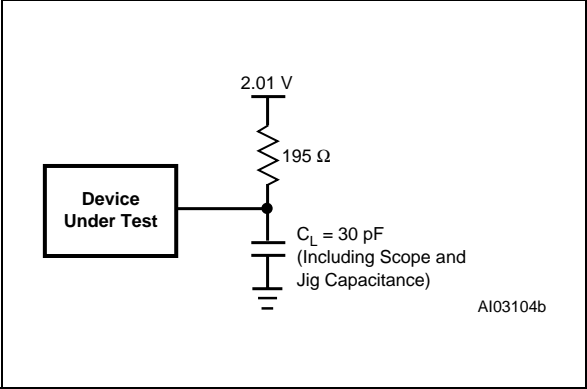 2.01 V
195 Ω
Device
Under Test
C_L = 30 pF
(Including Scope and
Jig Capacitance)
AI03104b